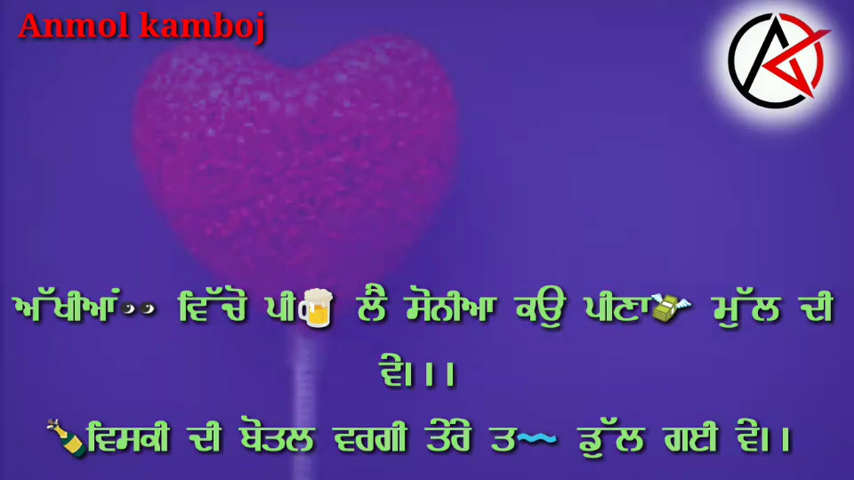 Anmol kamboj
ਅੱਖੀਆਂ👀 ਵਿੱਚੋ ਪੀ🍺 ਲੈ ਸੋਨੀਆ ਕਉ ਪੀਣਾ💸 ਮੁੱਲ ਦੀ
ਵੇ।।।
🍾ਵਿਸਕੀ ਦੀ ਬੋਤਲ ਵਰਗੀ ਤੇਰੇ ਤ〰 ਡੁੱਲ ਗਈ ਵੇ।।